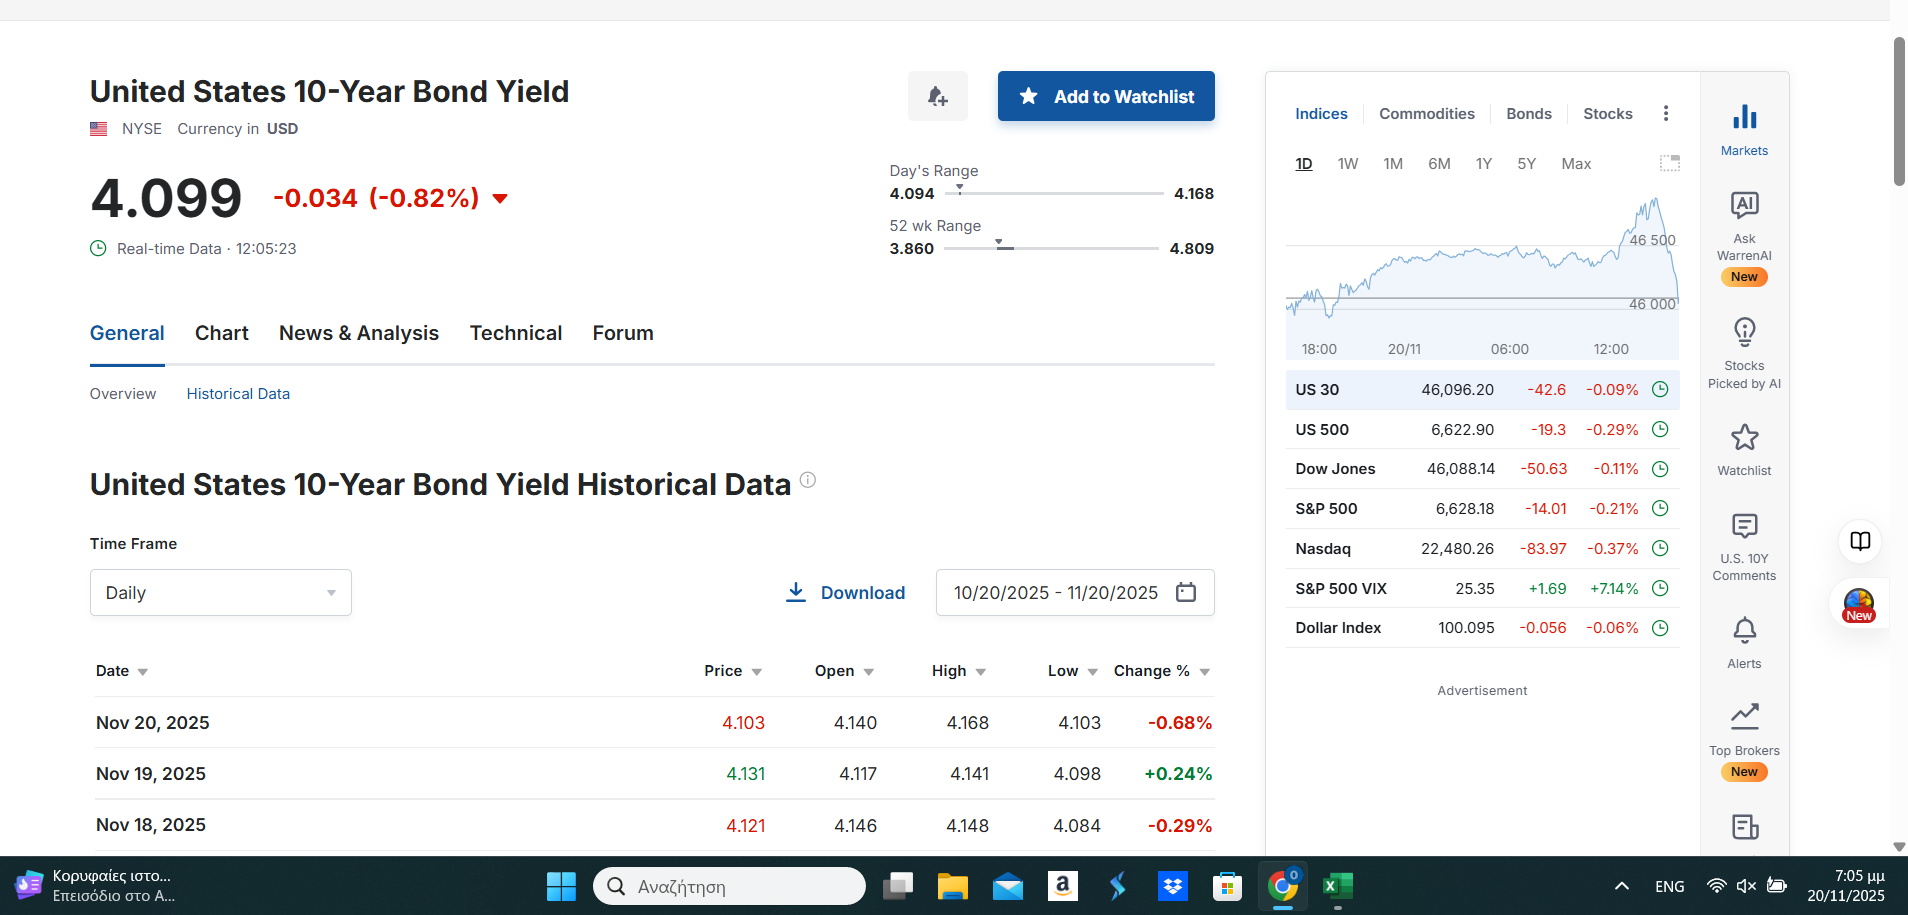 United States 10-Year Bond Yield
NYSE Currency in USD
4.099 -0.034 (-0.82%)
Real-time Data · 12:05:23
Add to Watchlist
Day's Range
4.094 4.168
52 wk Range
3.860 4.809
General Chart News & Analysis Technical Forum
Overview Historical Data
United States 10-Year Bond Yield Historical Data
Time Frame
Daily
Download
10/20/2025 - 11/20/2025
Date Price Open High Low Change %
Nov 20, 2025 4.103 4.140 4.168 4.103 -0.68%
Nov 19, 2025 4.131 4.117 4.141 4.098 +0.24%
Nov 18, 2025 4.121 4.146 4.148 4.084 -0.29%
Indices Commodities Bonds Stocks
1D 1W 1M 6M 1Y 5Y Max
46 500
46 000
18:00 20/11 06:00 12:00
US 30 46,096.20 -42.6 -0.09%
US 500 6,622.90 -19.3 -0.29%
Dow Jones 46,088.14 -50.63 -0.11%
S&P 500 6,628.18 -14.01 -0.21%
Nasdaq 22,480.26 -83.97 -0.37%
S&P 500 VIX 25.35 +1.69 +7.14%
Dollar Index 100.095 -0.056 -0.06%
Advertisement
Markets
AI
Ask
WarrenAI
New
Stocks
Picked by AI
Watchlist
U.S. 10Y
Comments
Alerts
Top Brokers
New
New
Κορυφαίες ιστο...
Επεισόδιο στο Α...
Αναζήτηση
a
0
X
ENG
7:05 μμ
20/11/2025